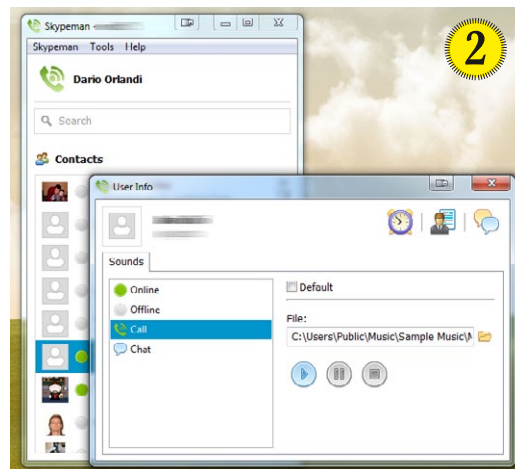 2
Skypeman
Skypeman Tools Help
Dario Orlandi
Search
Contacts
User Info
Sounds
Online
Offline
Call
Chat
Default
File:
C:\Users\Public\Music\Sample Music\M